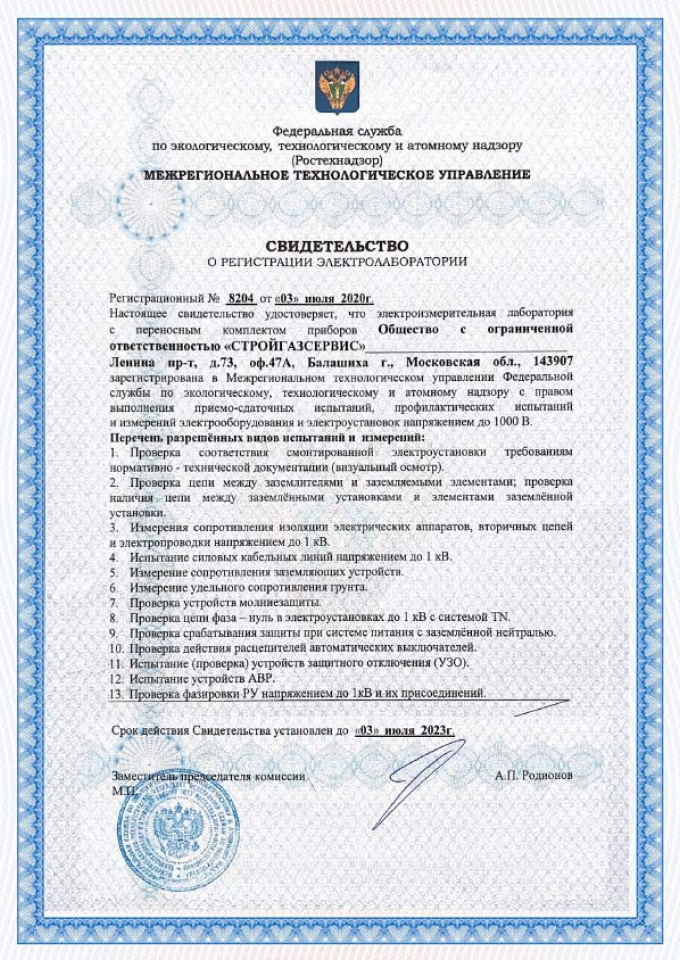 Федеральная служба
по экологическому, технологическому и атомному надзору
(Ростехнадзор)
МЕЖРЕГИОНАЛЬНОЕ ТЕХНОЛОГИЧЕСКОЕ УПРАВЛЕНИЕ
СВИДЕТЕЛЬСТВО
О РЕГИСТРАЦИИ ЭЛЕКТРОЛАБОРАТОРИИ
Регистрационный № 8204 от «03» июля 2020г.
Настоящее свидетельство удостоверяет, что электроизмерительная лаборатория
с переносным комплектом приборов Общество с ограниченной
ответственностью «СТРОЙГАЗСЕРВИС»
Ленина пр-т, д.73, оф.47А, Балашиха г., Московская обл., 143907
зарегистрирована в Межрегиональном технологическом управлении Федеральной
службы по экологическому, технологическому и атомному надзору с правом
выполнения приемо-сдаточных испытаний, профилактических испытаний
и измерений электрооборудования и электроустановок напряжением до 1000 В.
Перечень разрешённых видов испытаний и измерений:
1. Проверка соответствия смонтированной электроустановки требованиям
нормативно - технической документации (визуальный осмотр).
2. Проверка цепи между заземлителями и заземляемыми элементами; проверка
наличия цепи между заземлёнными установками и элементами заземлённой
установки.
3. Измерения сопротивления изоляции электрических аппаратов, вторичных цепей
и электропроводки напряжением до 1 кВ.
4. Испытание силовых кабельных линий напряжением до 1 кВ.
5. Измерение сопротивления заземляющих устройств.
6. Измерение удельного сопротивления грунта.
7. Проверка устройств молниезащиты.
8. Проверка цепи фаза – нуль в электроустановках до 1 кВ с системой TN.
9. Проверка срабатывания защиты при системе питания с заземлённой нейтралью.
10. Проверка действия расцепителей автоматических выключателей.
11. Испытание (проверка) устройств защитного отключения (УЗО).
12. Испытание устройств АВР.
13. Проверка фазировки РУ напряжением до 1кВ и их присоединений.
Срок действия Свидетельства установлен до «03» июля 2023г.
Заместитель председателя комиссии А.П. Родионов
М.П.